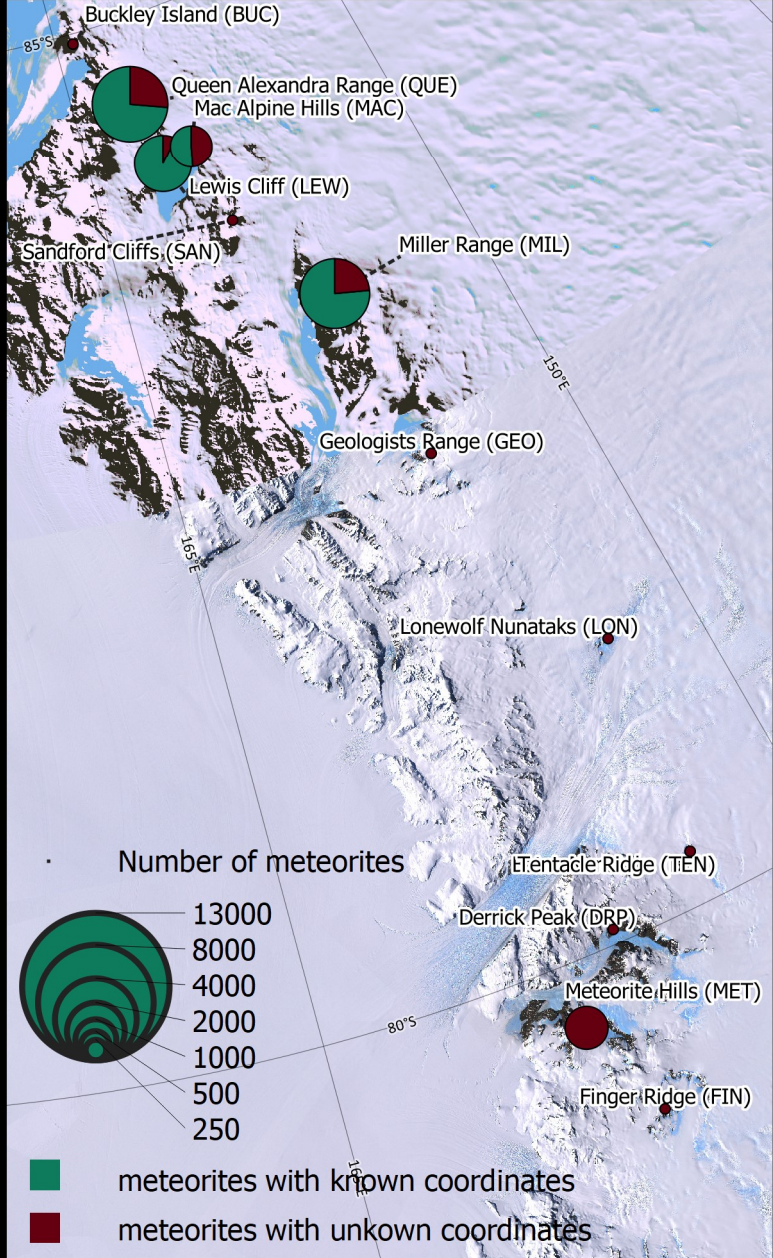 Buckley Island (BUC)
85°S
Queen Alexandra Range (QUE)
Mac Alpine Hills (MAC)
Lewis Cliff (LEW)
Sandford Cliffs (SAN)
Miller Range (MIL)
150°E
Geologists Range (GEO)
165°E
Lonewolf Nunataks (LON)
Number of meteorites
Tentacle Ridge (TEN)
13000
Derrick Peak (DRP)
8000
4000
Meteorite Hills (MET)
2000
80°S
1000
500
Finger Ridge (FIN)
250
meteorites with known coordinates
meteorites with unkown coordinates